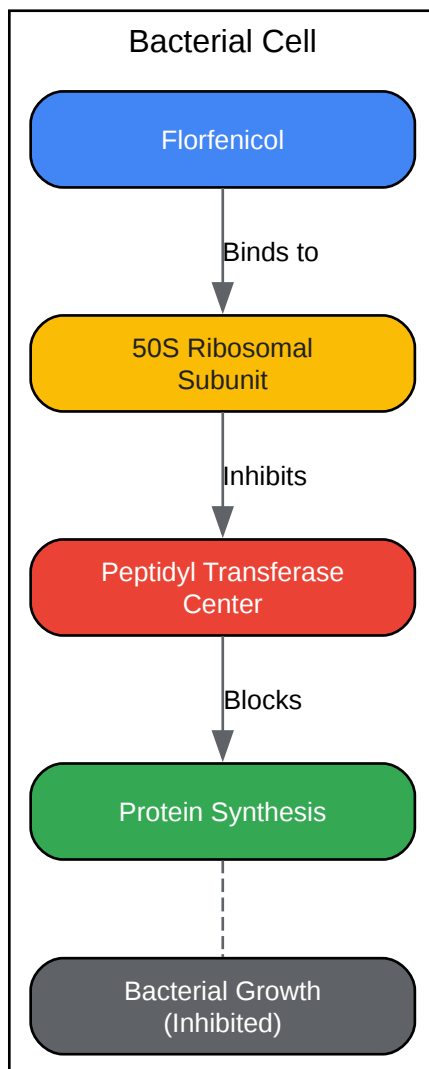 Bacterial Cell
Florfenicol
Binds to
50S Ribosomal
Subunit
Inhibits
Peptidyl Transferase
Center
Blocks
Protein Synthesis
Bacterial Growth
(Inhibited)